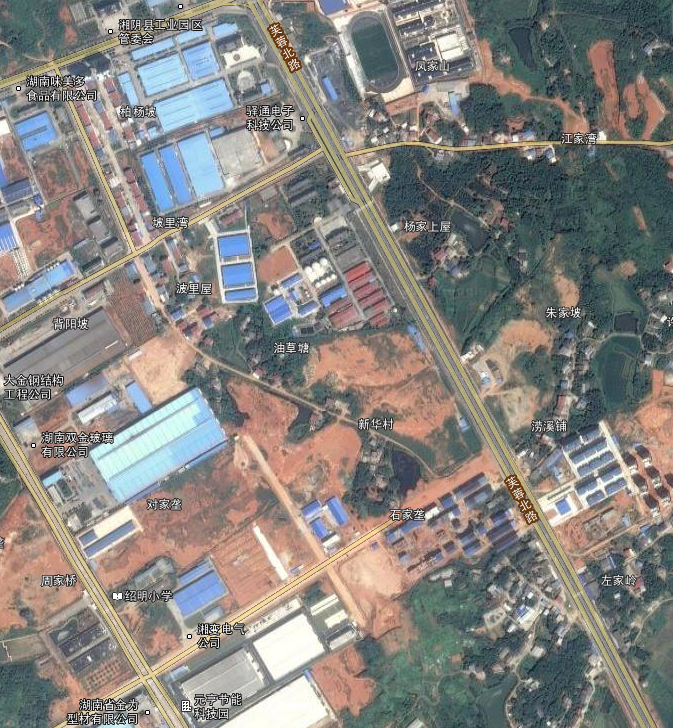 湘阴县工业园区
管委会
芙蓉北路
凤家山
湖南味美多
食品有限公司
柏杨坡
驿通电子
科技公司
江家湾
坡里湾
杨家上屋
波里屋
朱家坡
背阳坡
油草塘
大金钢结构
工程公司
新华村
涝溪铺
湖南双金玻璃
有限公司
对家垄
芙蓉北路
石家垄
周家桥
左家岭
绍明小学
湘变电气
公司
元亨节能
科技园
湖南省金为
型材有限公司